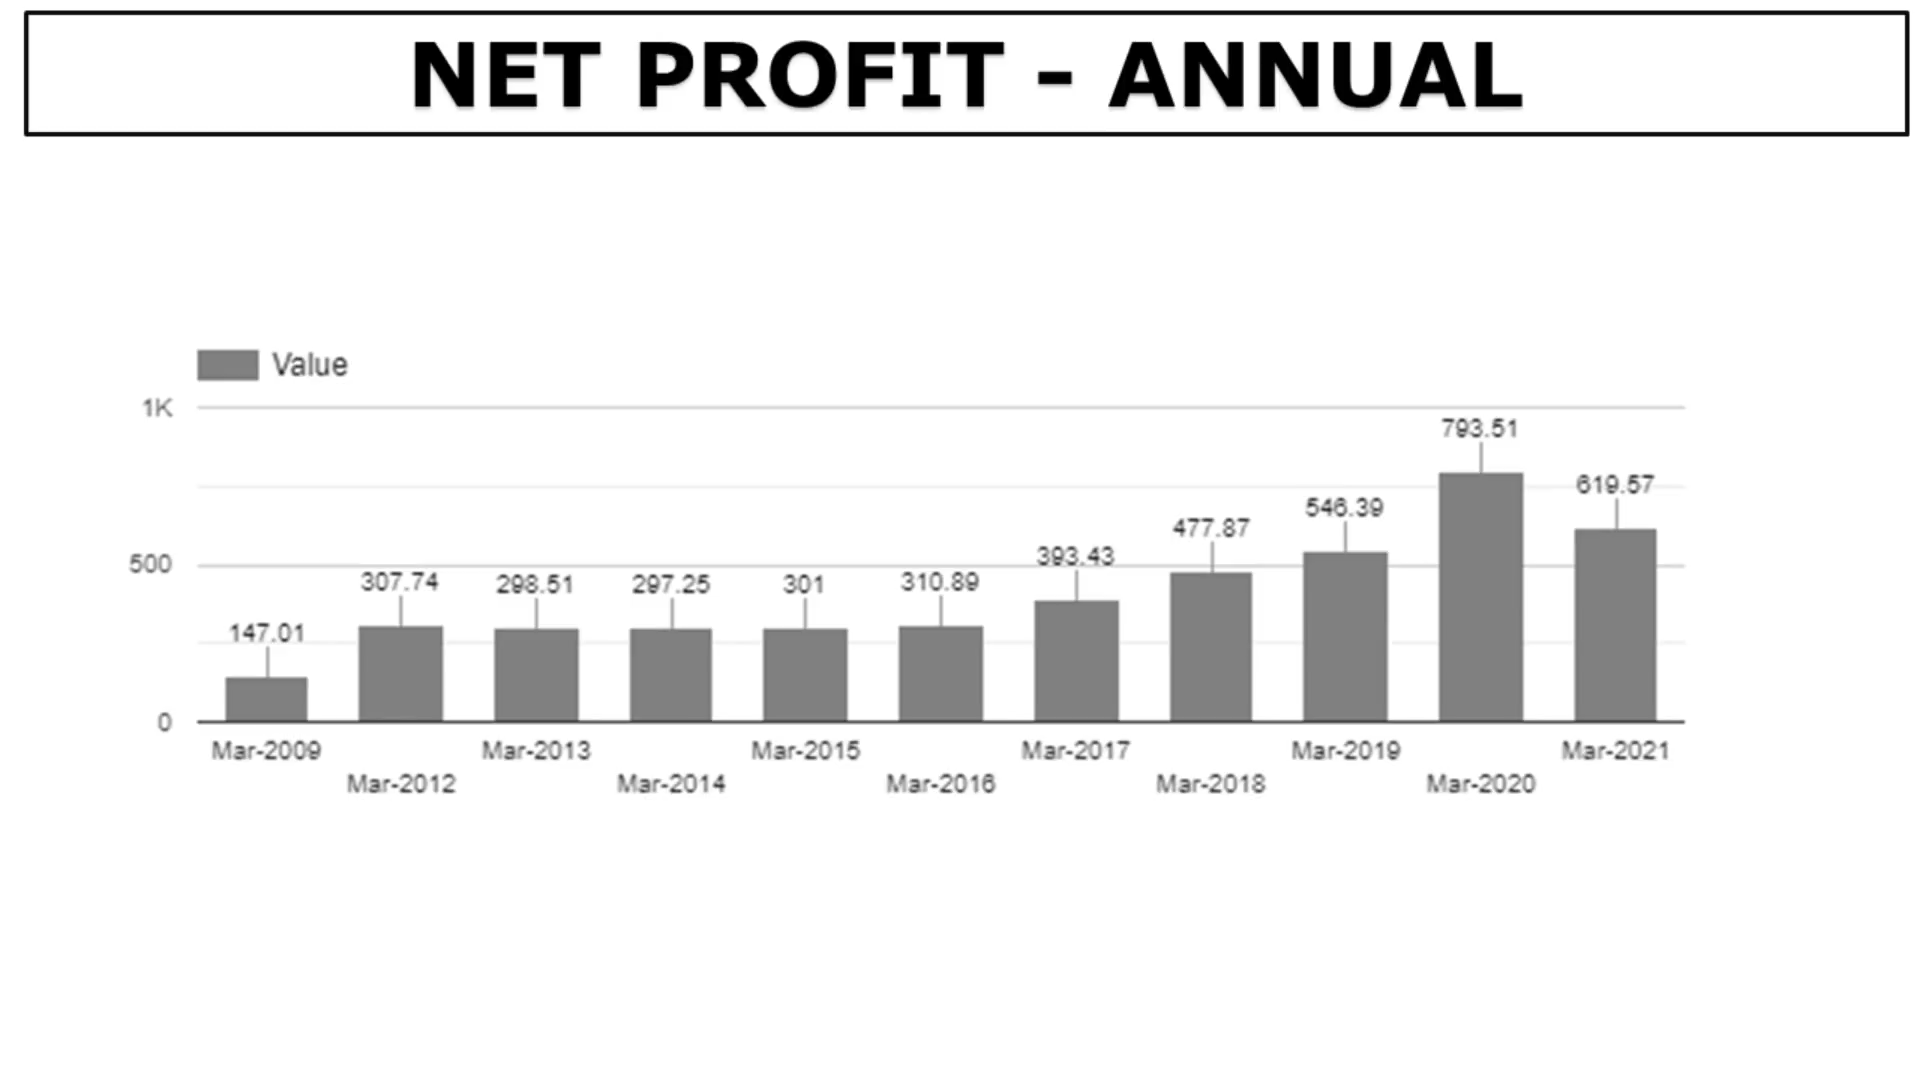 NET PROFIT - ANNUAL
Value
1K
793.51
619.57
546.39
477.87
393.43
500
307.74 298.51 297.25 301 310.89
147.01
0
Mar-2009 Mar-2013 Mar-2015 Mar-2017 Mar-2019 Mar-2021
Mar-2012 Mar-2014 Mar-2016 Mar-2018 Mar-2020